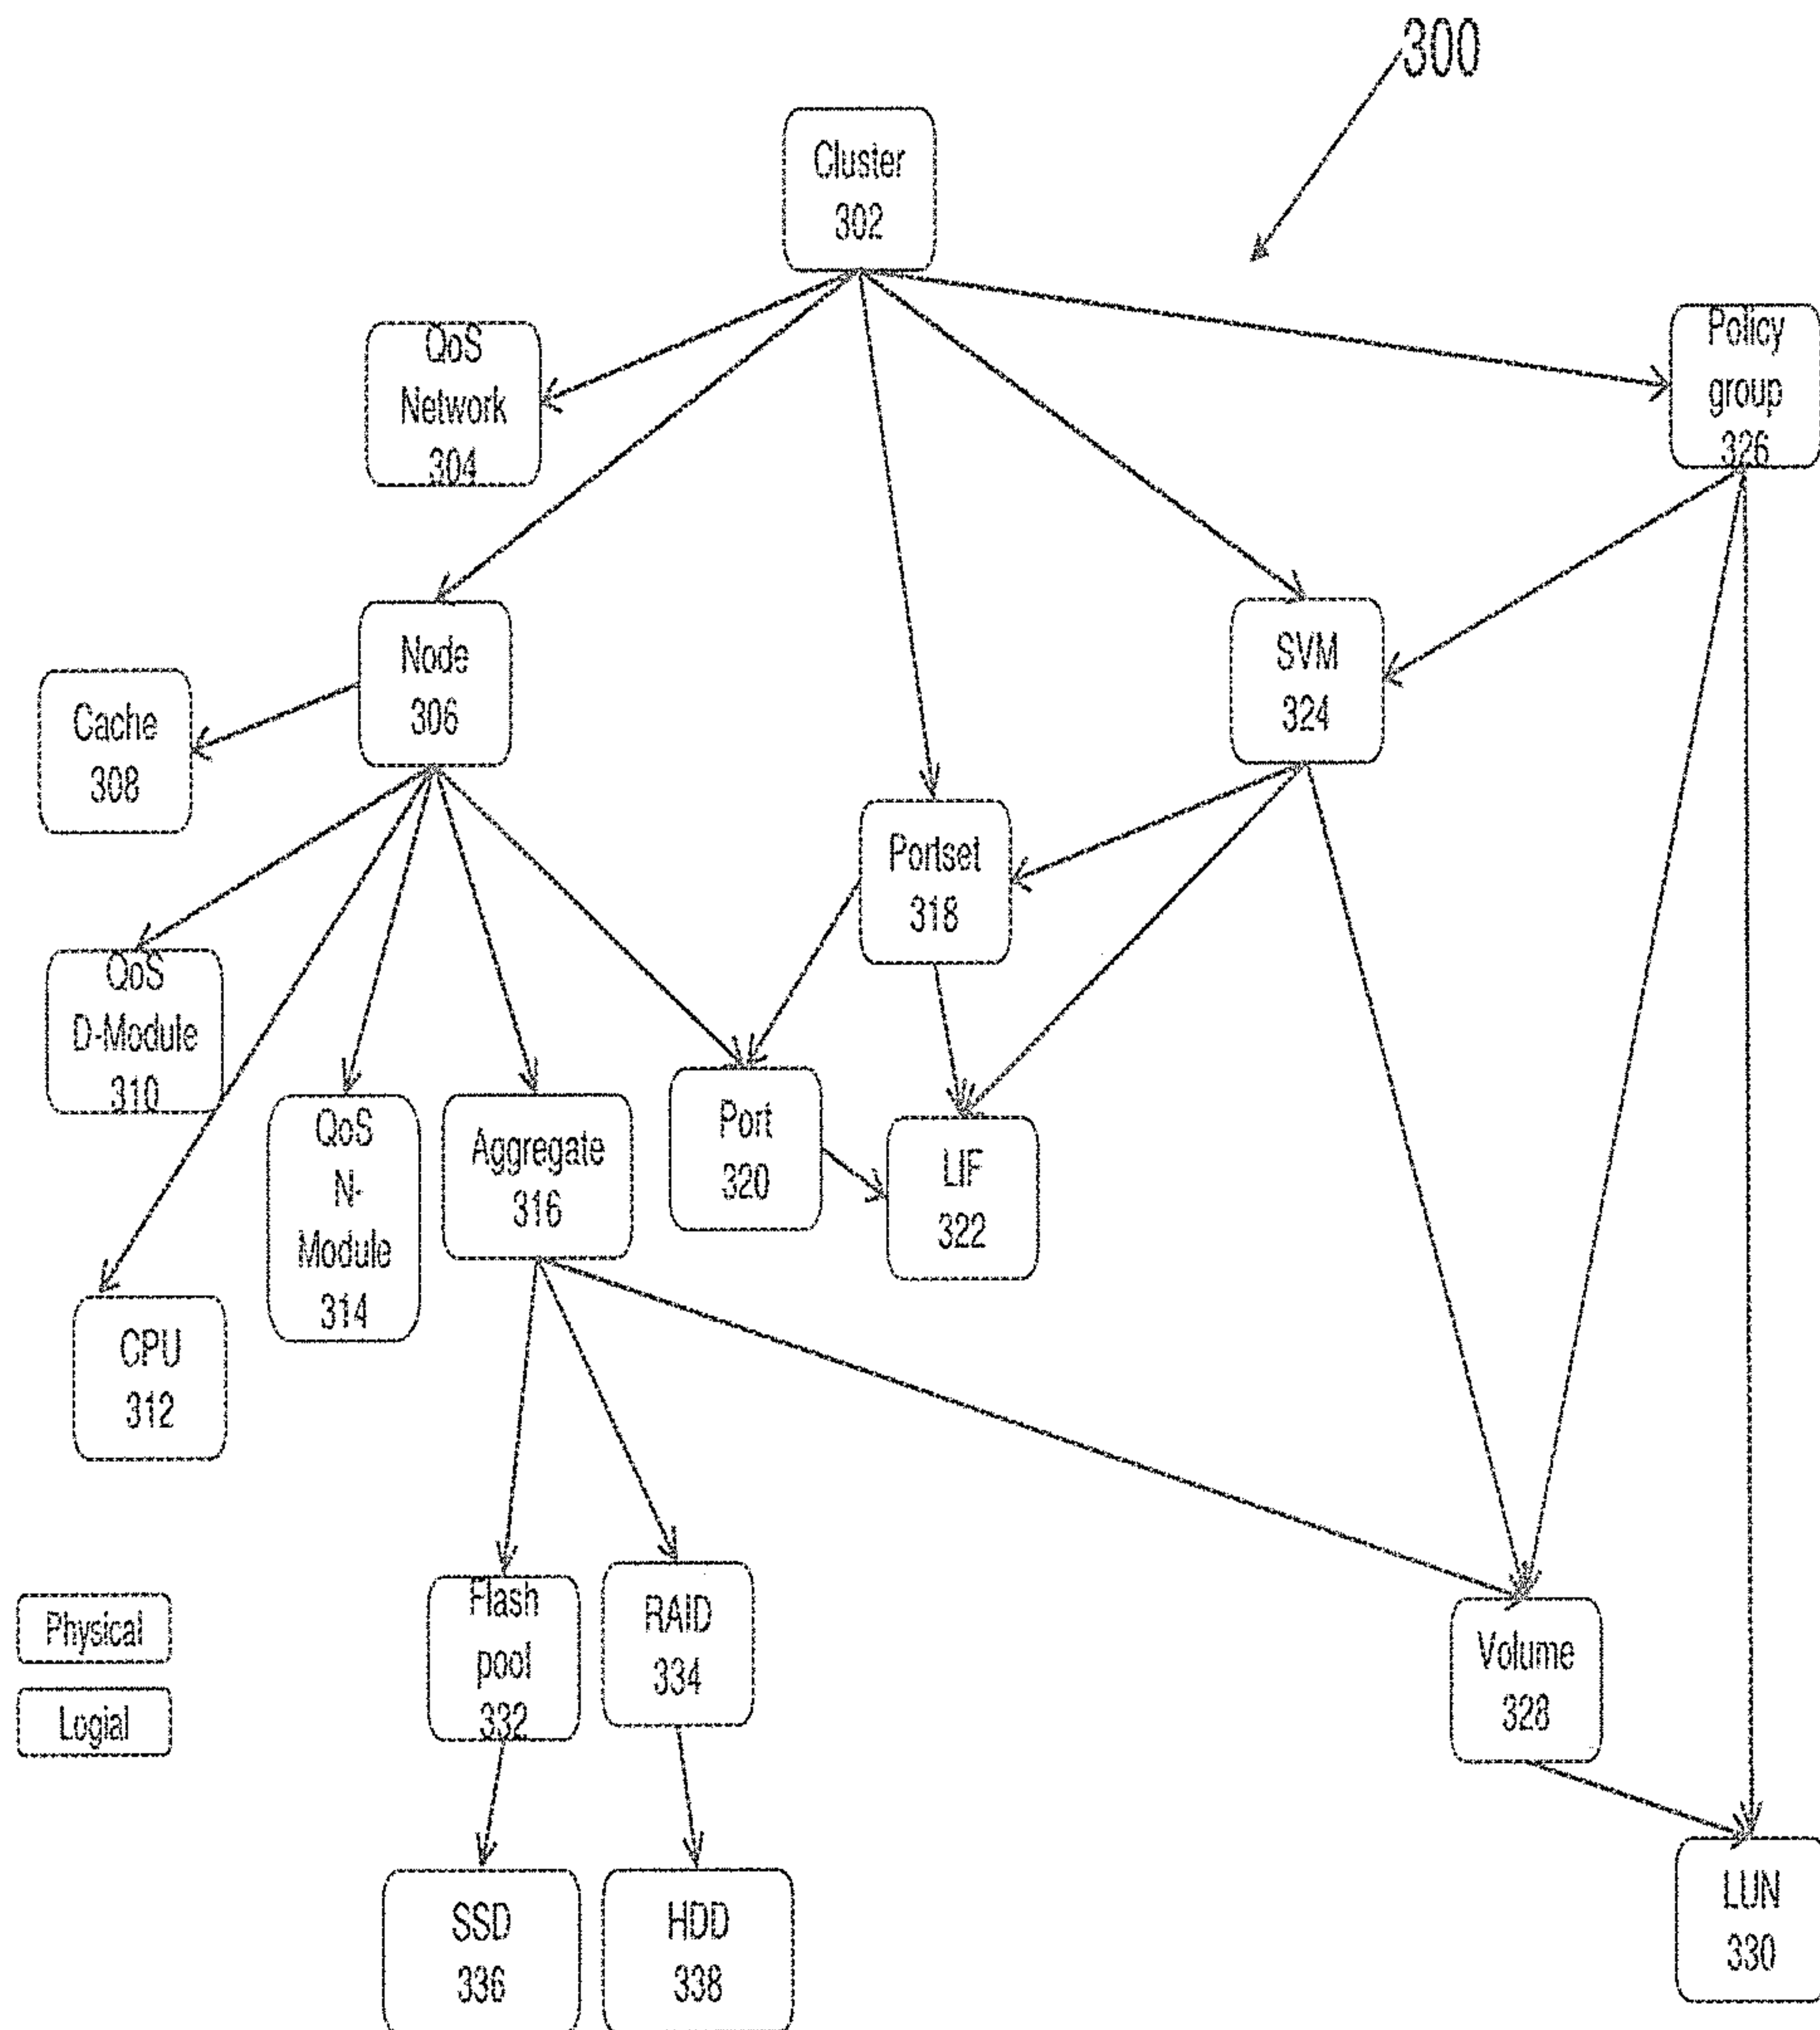 300
Cluster
302
QoS
Network
304
Policy
group
326
Node
306
SVM
324
Cache
308
Portset
318
QoS
D-Module
310
QoS
N-
Module
314
Aggregate
316
Port
320
LIF
322
CPU
312
Flash
pool
332
RAID
334
Physical
Logial
Volume
328
SSD
336
HDD
338
LUN
330